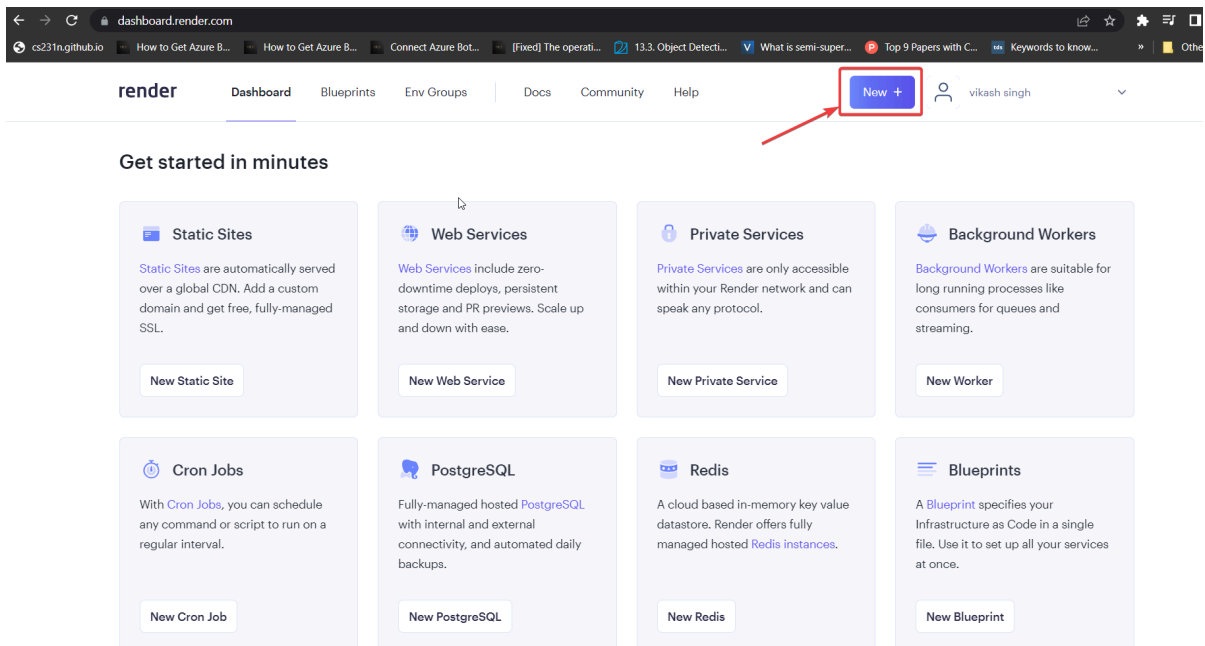 dashboard.render.com
cs231n.github.io How to Get Azure B... How to Get Azure B... Connect Azure Bot... [Fixed] The operati... 13.3. Object Detecti... V What is semi-super... P Top 9 Papers with C... tds Keywords to know... » Othe
render Dashboard Blueprints Env Groups Docs Community Help New + vikash singh
Get started in minutes
Static Sites
Static Sites are automatically served
over a global CDN. Add a custom
domain and get free, fully-managed
SSL.
New Static Site
Web Services
Web Services include zero-
downtime deploys, persistent
storage and PR previews. Scale up
and down with ease.
New Web Service
Private Services
Private Services are only accessible
within your Render network and can
speak any protocol.
New Private Service
Background Workers
Background Workers are suitable for
long running processes like
consumers for queues and
streaming.
New Worker
Cron Jobs
With Cron Jobs, you can schedule
any command or script to run on a
regular interval.
New Cron Job
PostgreSQL
Fully-managed hosted PostgreSQL
with internal and external
connectivity, and automated daily
backups.
New PostgreSQL
Redis
A cloud based in-memory key value
datastore. Render offers fully
managed hosted Redis instances.
New Redis
Blueprints
A Blueprint specifies your
Infrastructure as Code in a single
file. Use it to set up all your services
at once.
New Blueprint